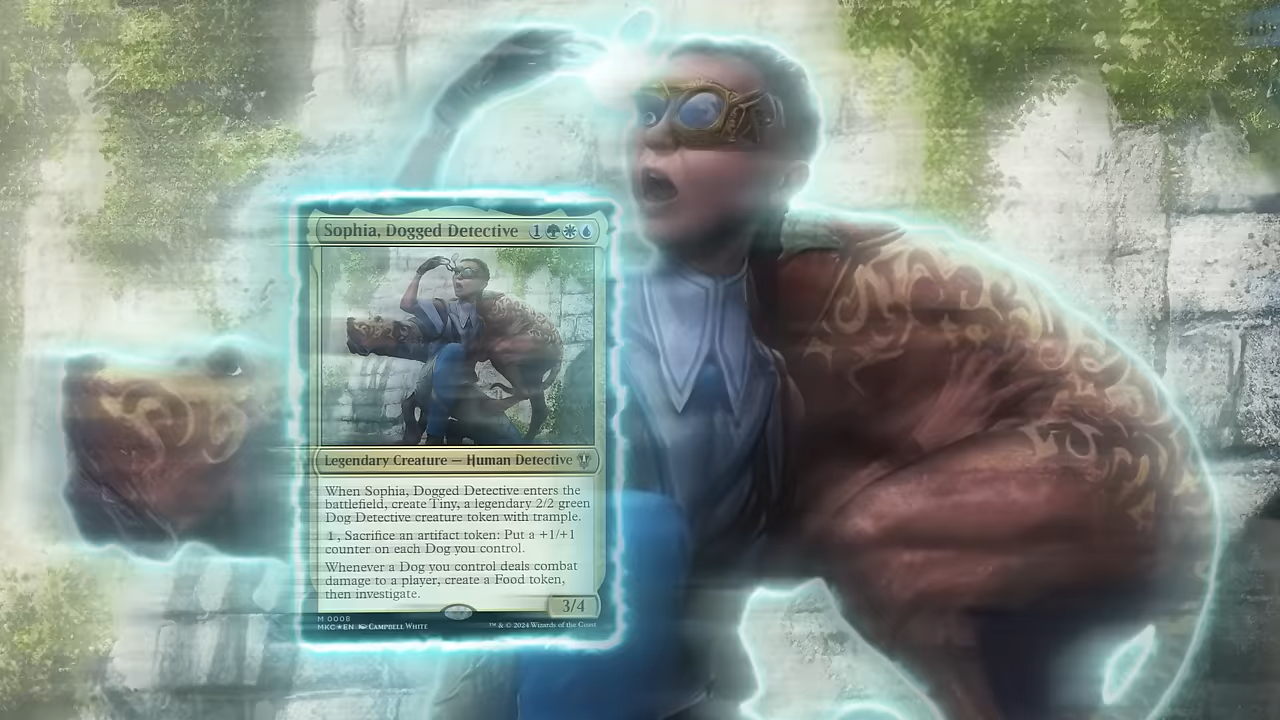 Sophia, Dogged Detective 1
Legendary Creature — Human Detective
When Sophia, Dogged Detective enters the
battlefield, create Tiny, a legendary 2/2 green
Dog Detective creature token with trample.
1, Sacrifice an artifact token: Put a +1/+1
counter on each Dog you control.
Whenever a Dog you control deals combat
damage to a player, create a Food token,
then investigate.
3/4
M 0008
MKC ★ EN Campbell White
™ & © 2024 Wizards of the Coast